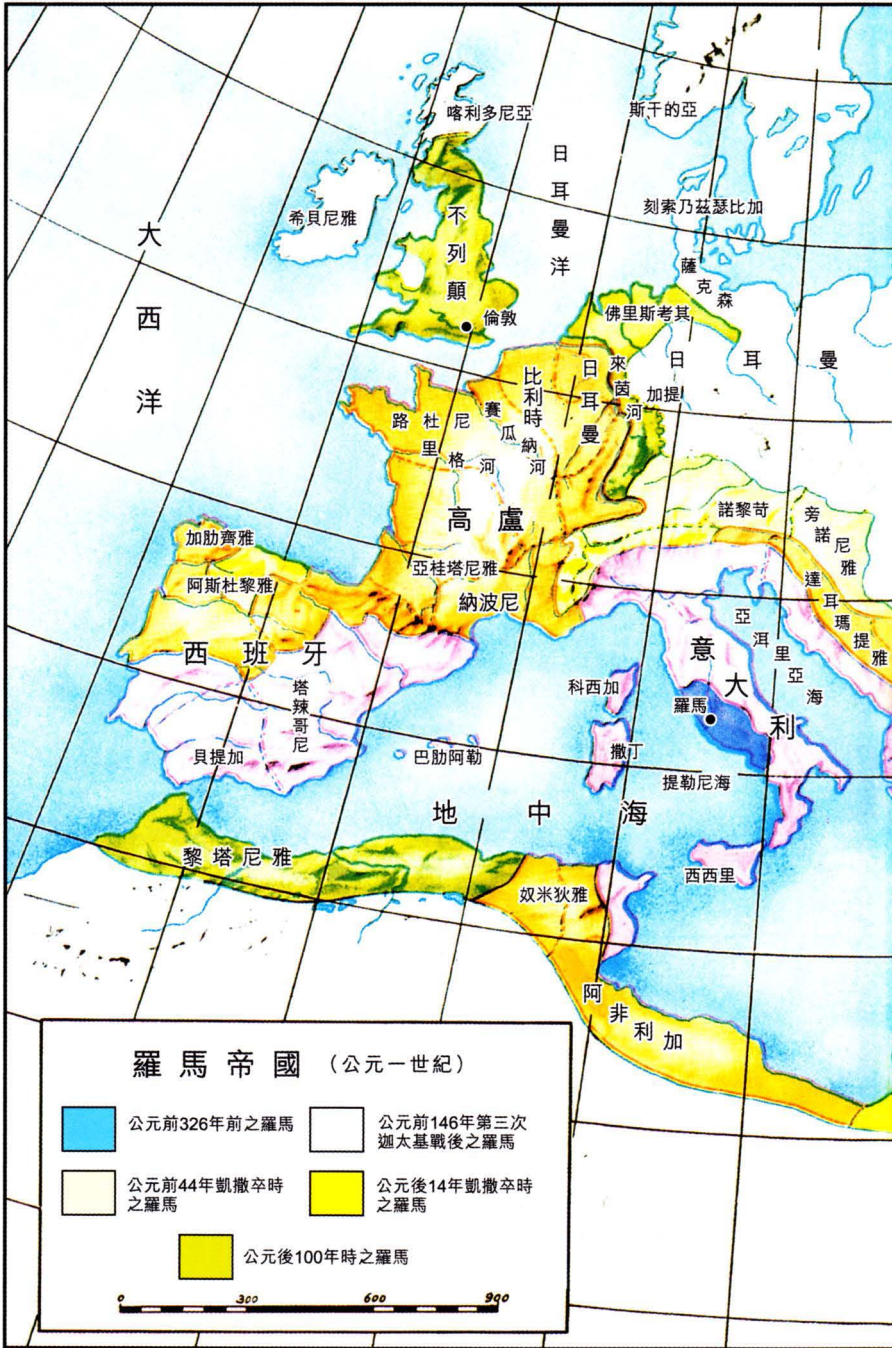 喀利多尼亞
斯干的亞
日耳曼洋
希貝尼雅
不列顛
刻索乃茲瑟比加
大西洋
薩克森
倫敦
佛里斯考其
日耳曼
比利時
日耳曼
來茵河
加提
路杜尼
里格河
賽瓜納河
高盧
諾黎苛
旁諾尼雅
加肋齊雅
亞桂塔尼雅
阿斯杜黎雅
納波尼
達耳瑪提雅
亞洱里亞海
西班牙
意大利
塔辣哥尼
科西加
羅馬
貝提加
巴肋阿勒
撒丁
提勒尼海
地中海
黎塔尼雅
西西里
奴米狄雅
阿非利加
羅馬帝國（公元一世紀）
公元前326年前之羅馬
公元前146年第三次
迦太基戰後之羅馬
公元前44年凱撒卒時
之羅馬
公元後14年凱撒卒時
之羅馬
公元後100年時之羅馬
0 300 600 900